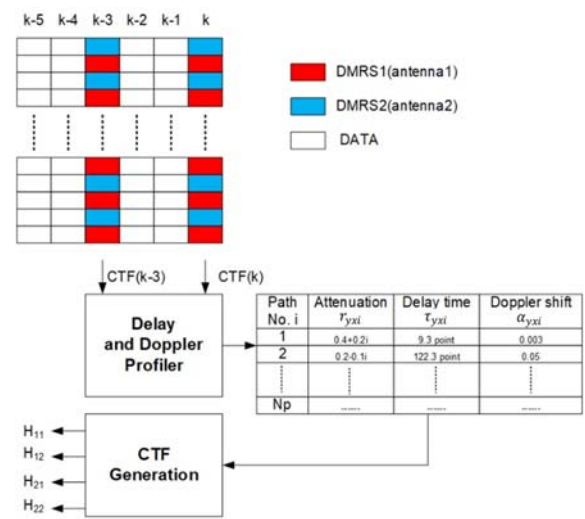 k-5 k-4 k-3 k-2 k-1 k
DMRS1(antenna1)
DMRS2(antenna2)
DATA
CTF(k-3) CTF(k)
Delay
and Doppler
Profiler
Path Attenuation Delay time Doppler shift
No. i r_yxi τ_yxi α_yxi
1 0.4+0.2i 9.3 point 0.003
2 0.2-0.1i 122.3 point 0.05
Np
CTF
Generation
H₁₁
H₁₂
H₂₁
H₂₂